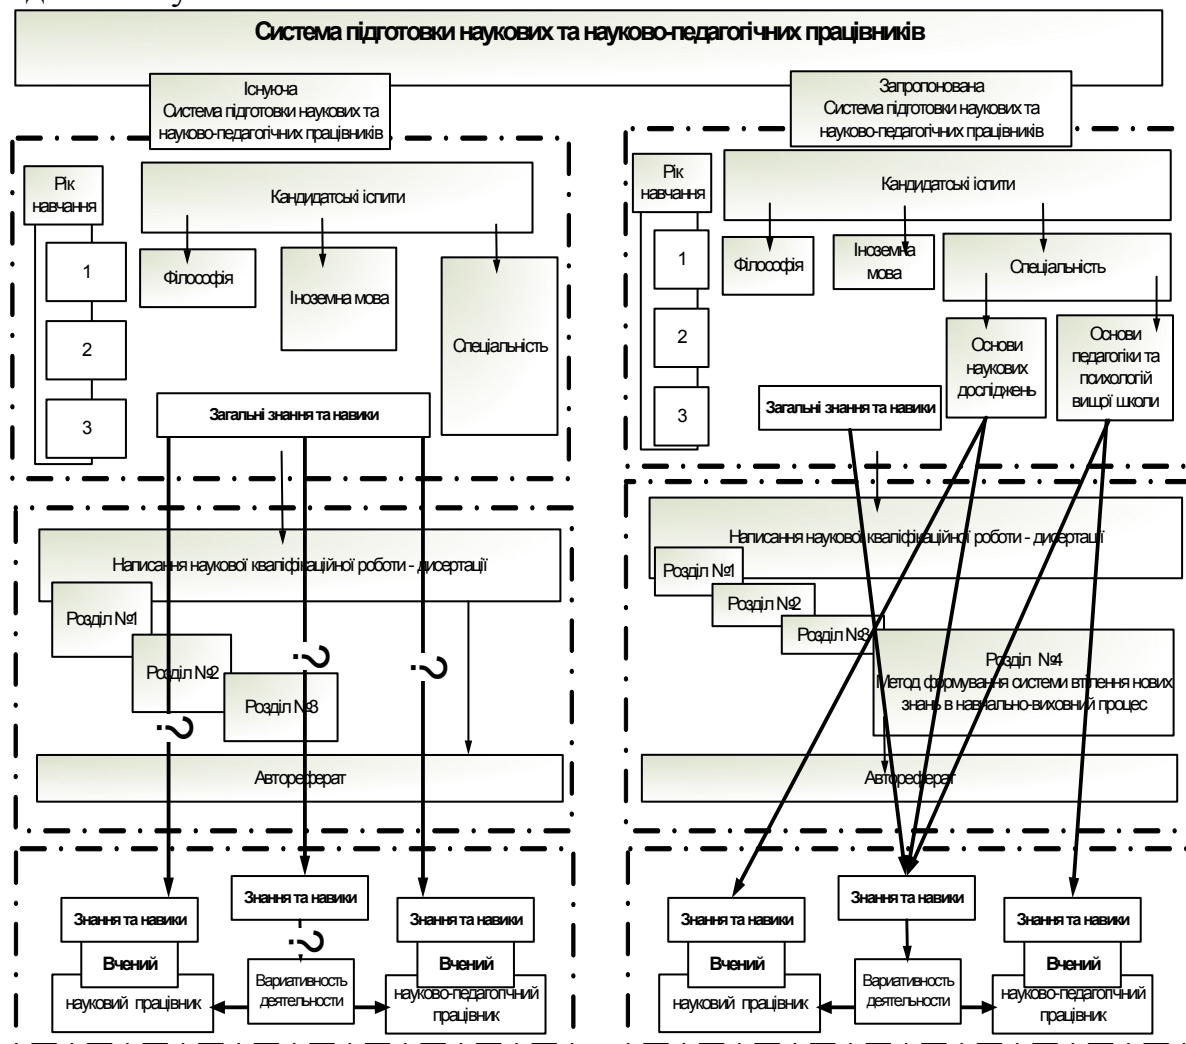 Система підготовки наукових та науково-педагогічних працівників
Існуюча
Система підготовки наукових та
науково-педагогічних працівників
Рік
навчання
1
2
3
Кандидатські іспити
Філософія
Іноземна мова
Спеціальність
Загальні знання та навики
Написання наукової кваліфікаційної роботи - дисертації
Розділ №1
Розділ №2
Розділ №3
?
?
?
Автореферат
Знання та навики
Знання та навики
Знання та навики
?
Вчений
науковий працівник
Вариативность
деятельности
Вчений
науково-педагогічний
працівник
Запропонована
Система підготовки наукових та
науково-педагогічних працівників
Рік
навчання
1
2
3
Кандидатські іспити
Філософія
Іноземна
мова
Спеціальність
Основи
наукових
досліджень
Основи
педагогіки та
психологій
вищрї школи
Загальні знання та навики
Написання наукової кваліфікаційної роботи - дисертації
Розділ №1
Розділ №2
Розділ №3
Розділ №4
Метод формування системи втілення нових
знань в навчально-виховний процес
Автореферат
Знання та навики
Знання та навики
Знання та навики
Вчений
науковий працівник
Вариативность
деятельности
Вчений
науково-педагогічний
працівник